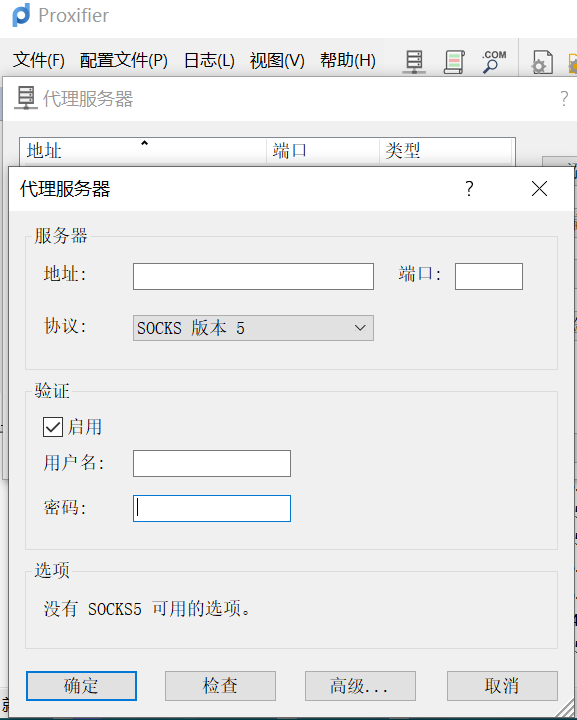 Proxifier
文件(F) 配置文件(P) 日志(L) 视图(V) 帮助(H) .COM
代理服务器 ?
地址 端口 类型
代理服务器 ?
服务器
地址: 端口:
协议: SOCKS 版本 5
验证
启用
用户名:
密码:
选项
没有 SOCKS5 可用的选项。
确定 检查 高级... 取消